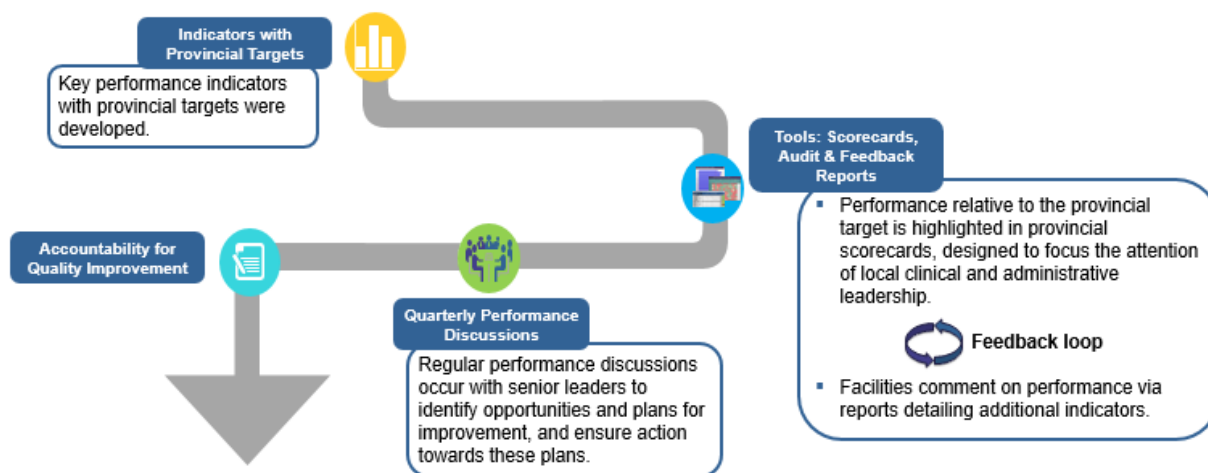 Indicators with
Provincial Targets
Key performance indicators
with provincial targets were
developed.
Tools: Scorecards,
Audit & Feedback
Reports
▪ Performance relative to the provincial
target is highlighted in provincial
scorecards, designed to focus the attention
of local clinical and administrative
leadership.
Feedback loop
▪ Facilities comment on performance via
reports detailing additional indicators.
Quarterly Performance
Discussions
Regular performance discussions
occur with senior leaders to
identify opportunities and plans for
improvement, and ensure action
towards these plans.
Accountability for
Quality Improvement